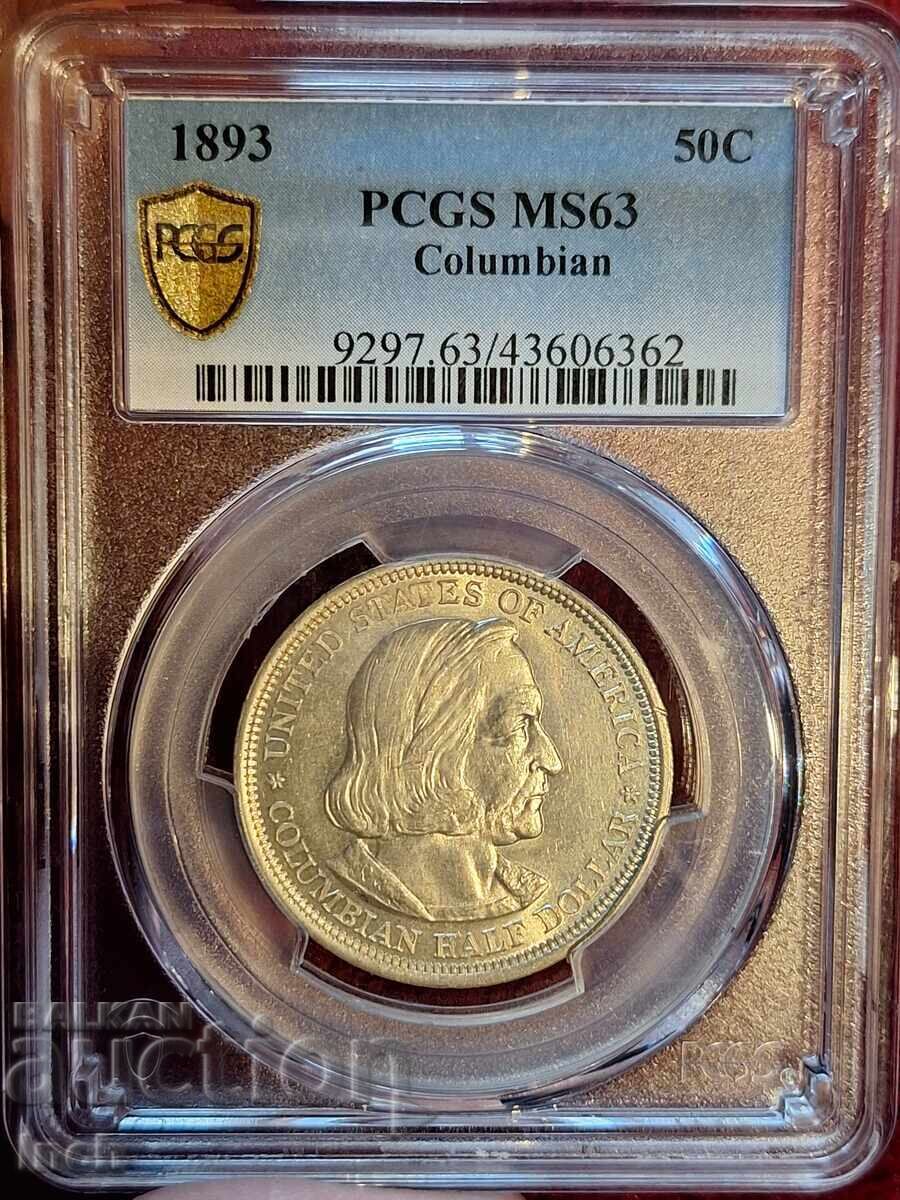 1893 50C
PCGS
PCGS MS63
Columbian
9297.63/43606362
UNITED STATES OF AMERICA
* COLUMBIAN HALF DOLLAR *
BALKAN
auction
PCGS